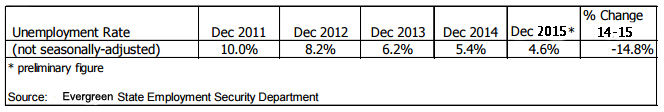 % Change
Unemployment Rate Dec 2011 Dec 2012 Dec 2013 Dec 2014 Dec 2015* 14-15
(not seasonally-adjusted) 10.0% 8.2% 6.2% 5.4% 4.6% -14.8%
* preliminary figure
Source: Evergreen State Employment Security Department